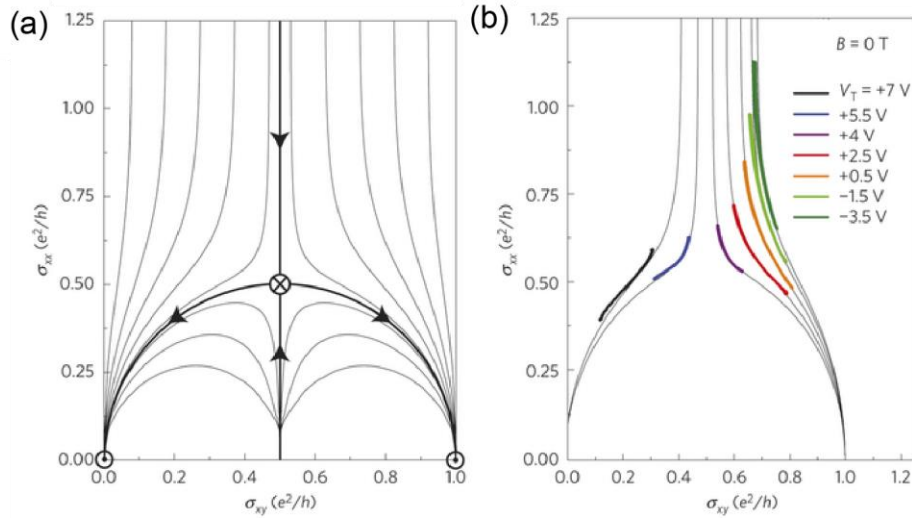 (a)
1.25
1.00
0.75
0.50
0.25
0.00
σxx (e²/h)
0.0
0.2
0.4
0.6
0.8
1.0
σxy (e²/h)
(b)
1.25
1.00
0.75
0.50
0.25
0.00
σxx (e²/h)
0.0
0.2
0.4
0.6
0.8
1.0
1.2
σxy (e²/h)
B = 0 T
VT = +7 V
+5.5 V
+4 V
+2.5 V
+0.5 V
−1.5 V
−3.5 V